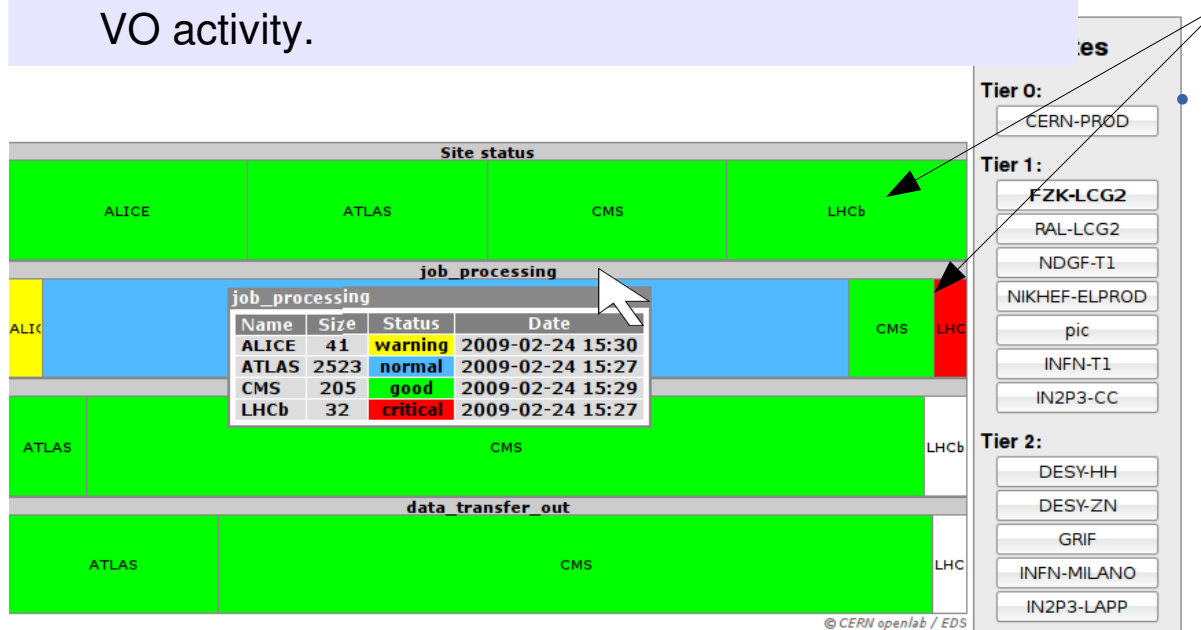 VO activity.
Site status
ALICE ATLAS CMS LHCb
job_processing
CMS
job_processing
Name Size Status Date
ALICE 41 warning 2009-02-24 15:30
ATLAS 2523 normal 2009-02-24 15:27
CMS 205 good 2009-02-24 15:29
LHCb 32 critical 2009-02-24 15:27
ATLAS CMS LHCb
data_transfer_out
ATLAS CMS LHC
© CERN openlab / EDS
Tier 0:
CERN-PROD
Tier 1:
FZK-LCG2
RAL-LCG2
NDGF-T1
NIKHEF-ELPROD
pic
INFN-T1
IN2P3-CC
Tier 2:
DESY-HH
DESY-ZN
GRIF
INFN-MILANO
IN2P3-LAPP